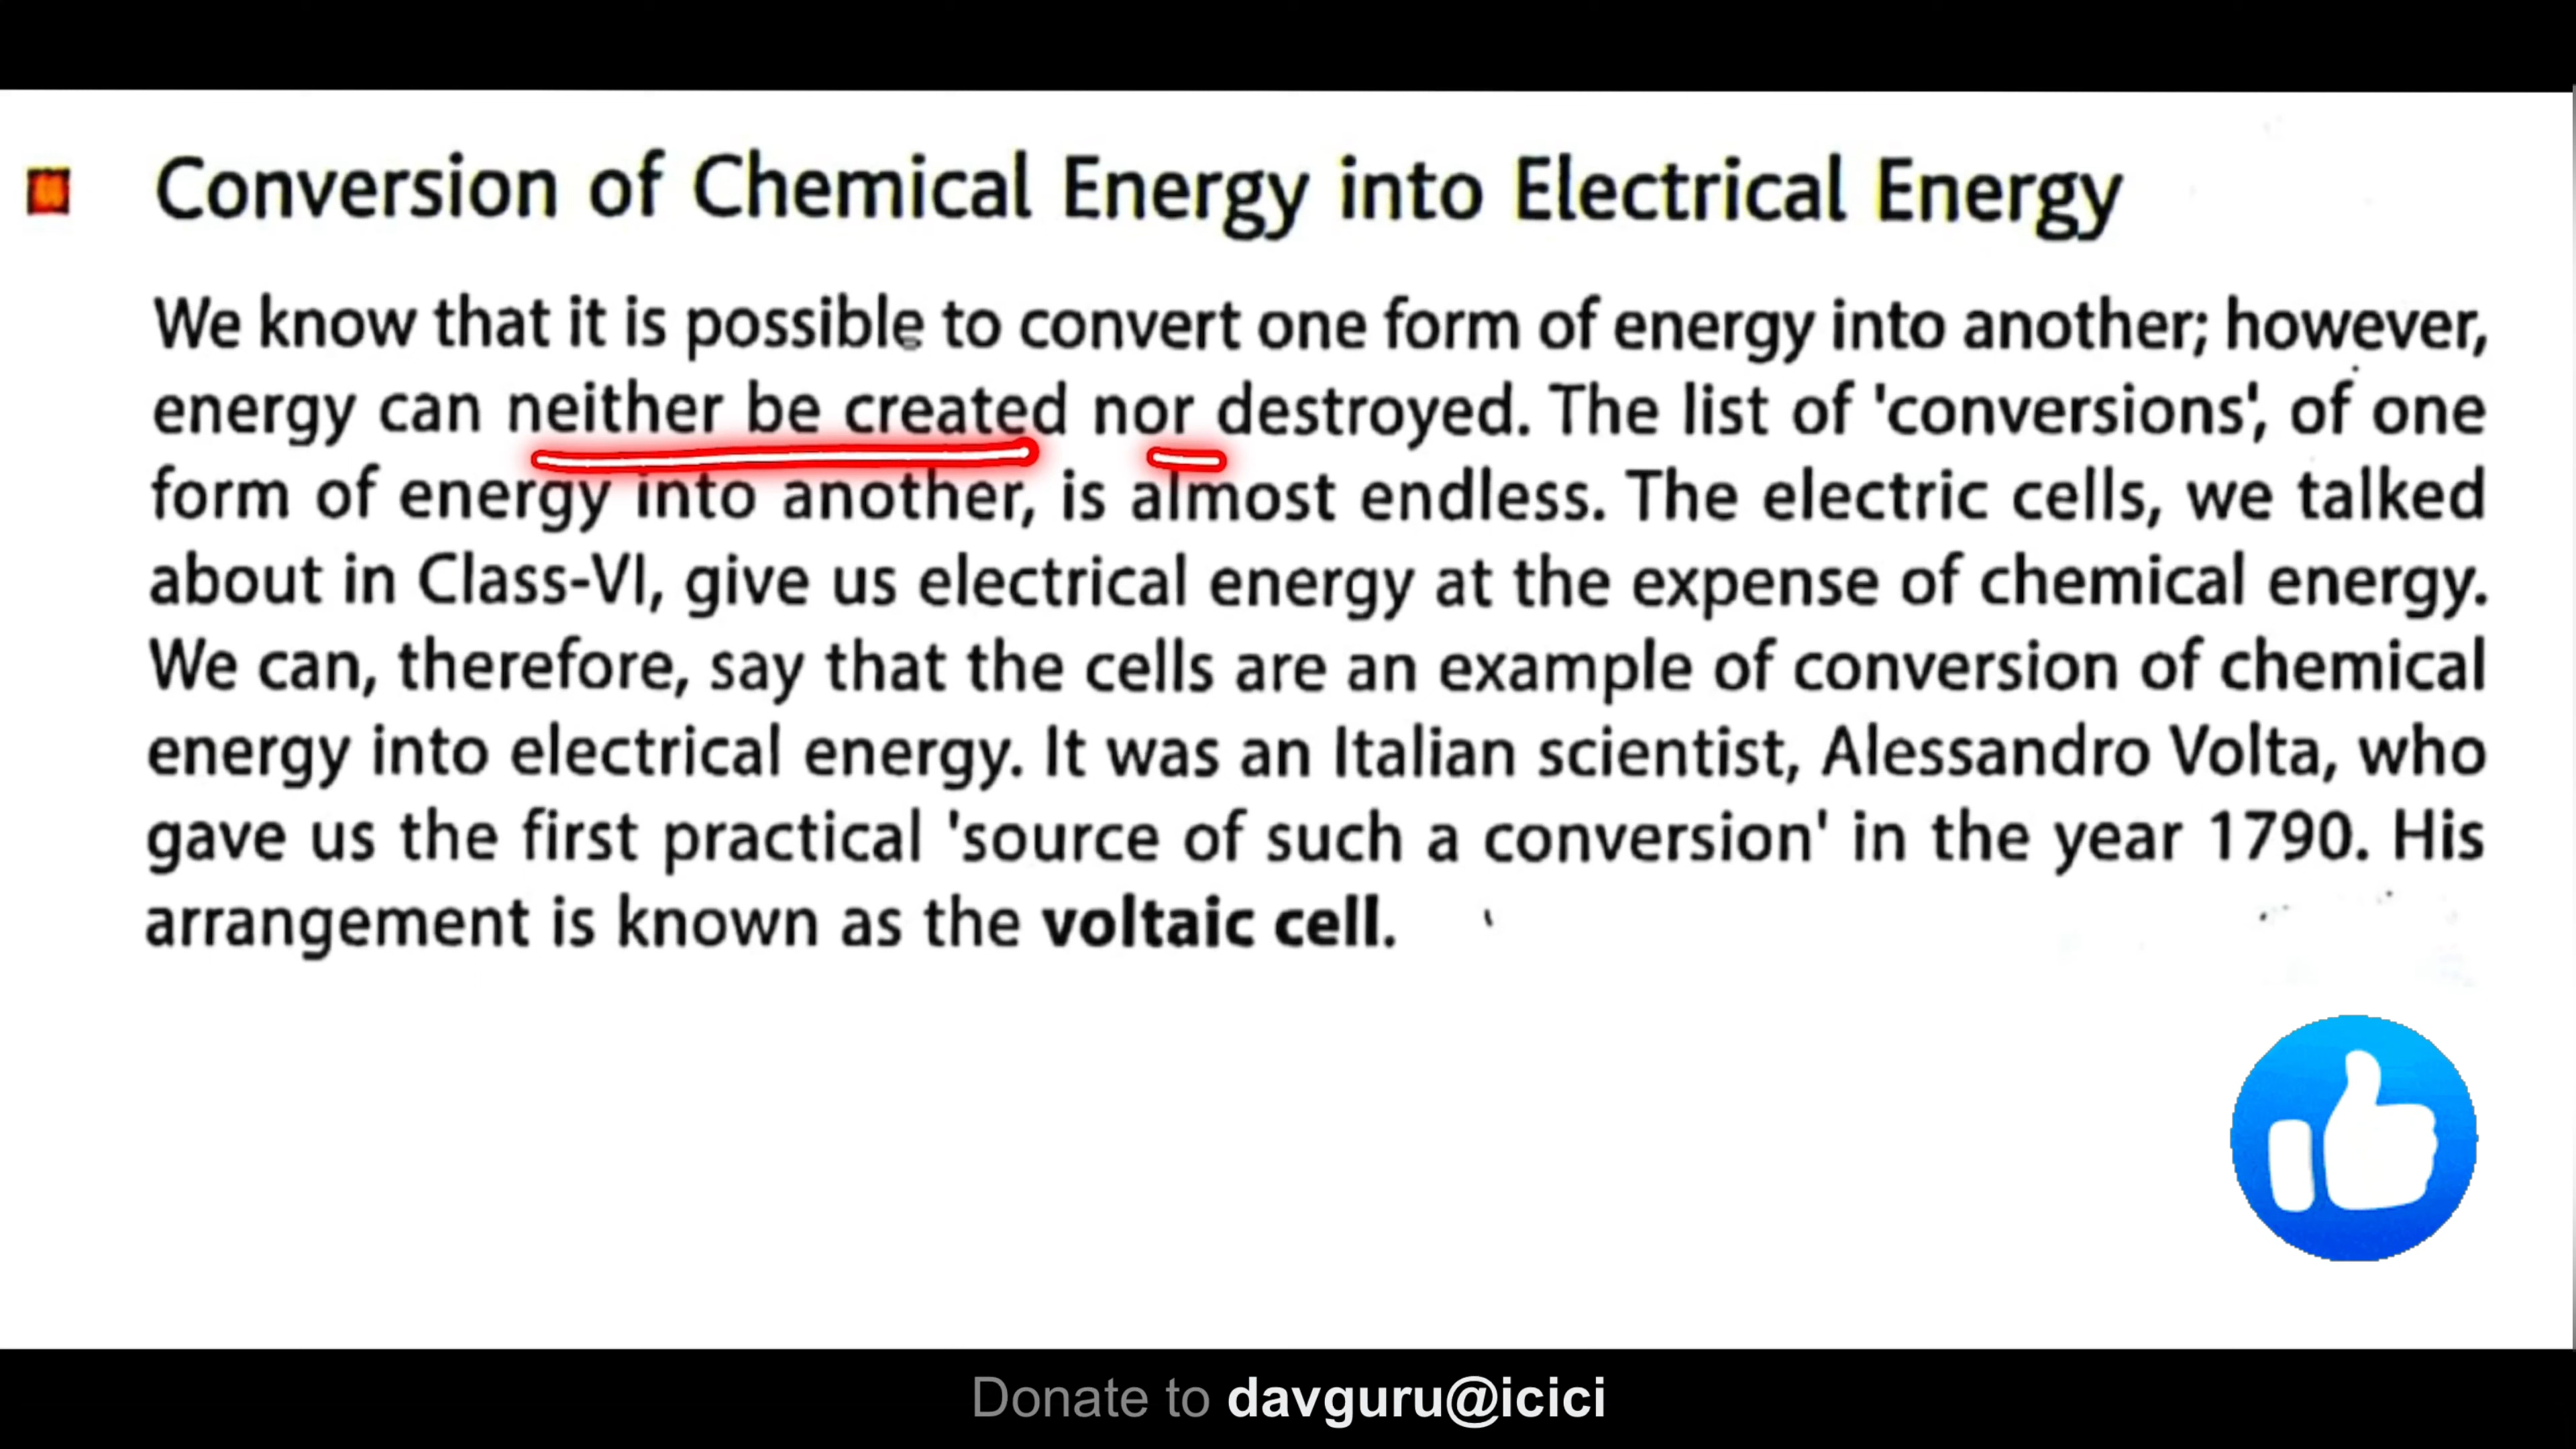 Conversion of Chemical Energy into Electrical Energy
We know that it is possible to convert one form of energy into another; however,
energy can neither be created nor destroyed. The list of 'conversions', of one
form of energy into another, is almost endless. The electric cells, we talked
about in Class-VI, give us electrical energy at the expense of chemical energy.
We can, therefore, say that the cells are an example of conversion of chemical
energy into electrical energy. It was an Italian scientist, Alessandro Volta, who
gave us the first practical 'source of such a conversion' in the year 1790. His
arrangement is known as the voltaic cell.
Donate to davguru@icici